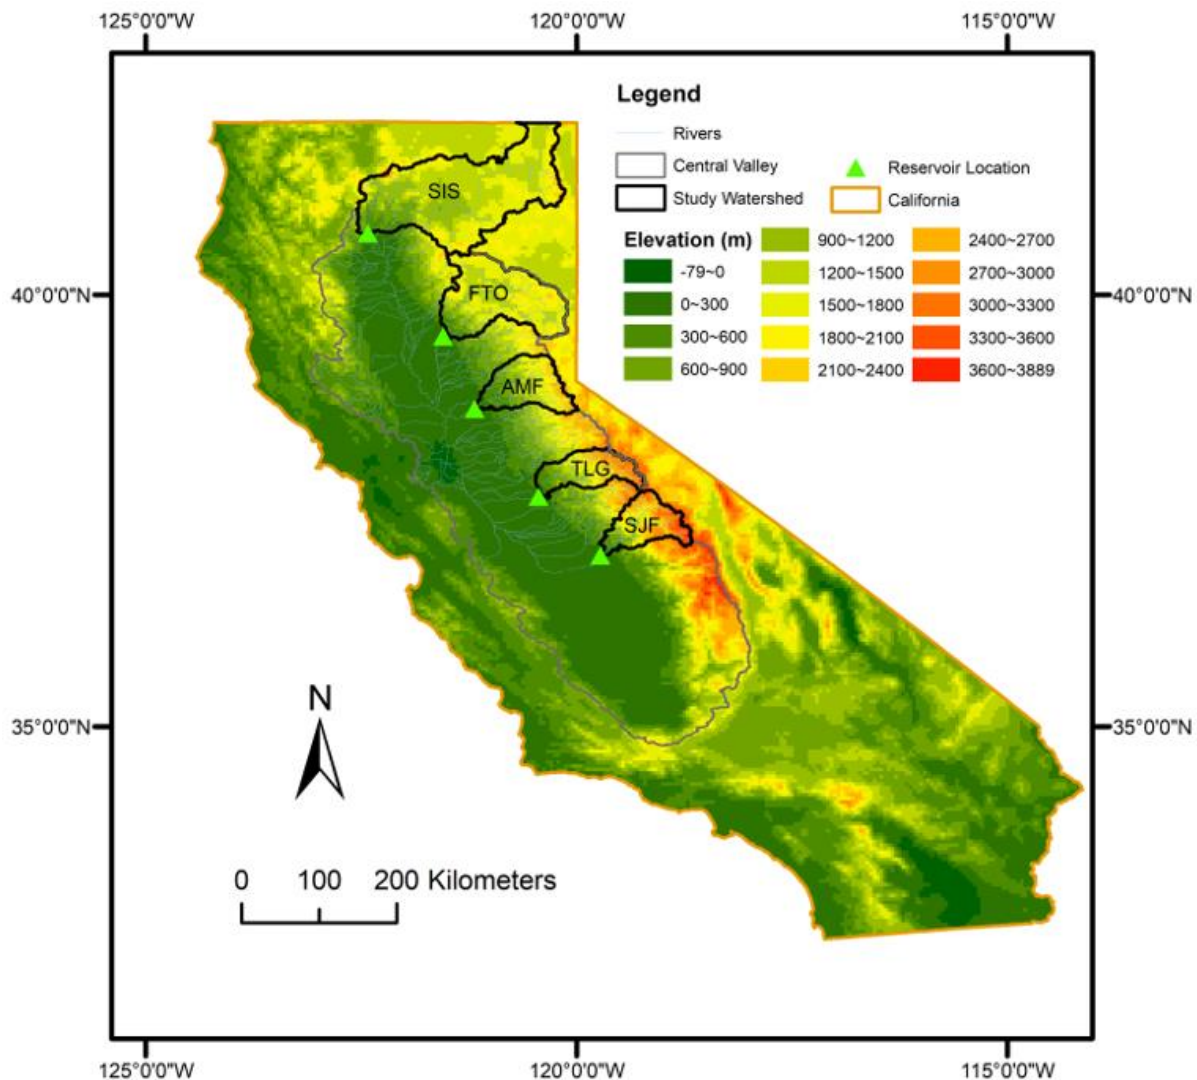 125°0'0"W 120°0'0"W 115°0'0"W
Legend
Rivers
Central Valley
Reservoir Location
Study Watershed
California
Elevation (m)
900~1200
2400~2700
-79~0
1200~1500
2700~3000
0~300
1500~1800
3000~3300
300~600
1800~2100
3300~3600
600~900
2100~2400
3600~3889
SIS
40°0'0"N
FTO
40°0'0"N
AMF
TLG
SJF
N
35°0'0"N
35°0'0"N
0 100 200 Kilometers
125°0'0"W 120°0'0"W 115°0'0"W